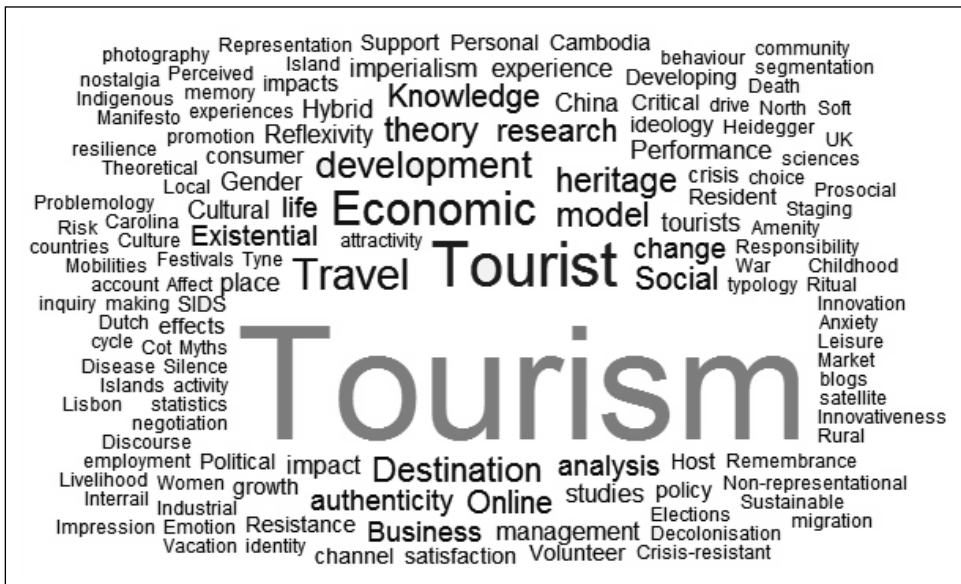 photography Representation Support Personal Cambodia behaviour community
nostalgia Perceived Island imperialism experience Developing segmentation
Indigenous memory impacts Knowledge China Critical drive Death North Soft
Manifesto experiences Hybrid theory research ideology Heidegger UK
resilience promotion Reflexivity development Performance sciences
Theoretical consumer heritage crisis choice
Local Gender Economic model Resident Prosocial
Problemology Cultural life tourists Staging
Risk Carolina Existential attractivity Tourist change Amenity
countries Culture Travel Social Responsibility
Mobilities Festivals Tyne War Childhood
account Affect place typology Ritual
inquiry making SIDS Innovation
Dutch effects Tourism Anxiety
cycle Cot Myths Leisure
Disease Silence Market
Islands activity blogs
Lisbon statistics satellite
negotiation Innovativeness
Discourse Rural
employment Political impact Destination analysis Host Remembrance
Livelihood Women growth authenticity Online studies policy Non-representational
Interrail Industrial Elections Sustainable
Impression Emotion Resistance Business management Decolonisation migration
Vacation identity channel satisfaction Volunteer Crisis-resistant